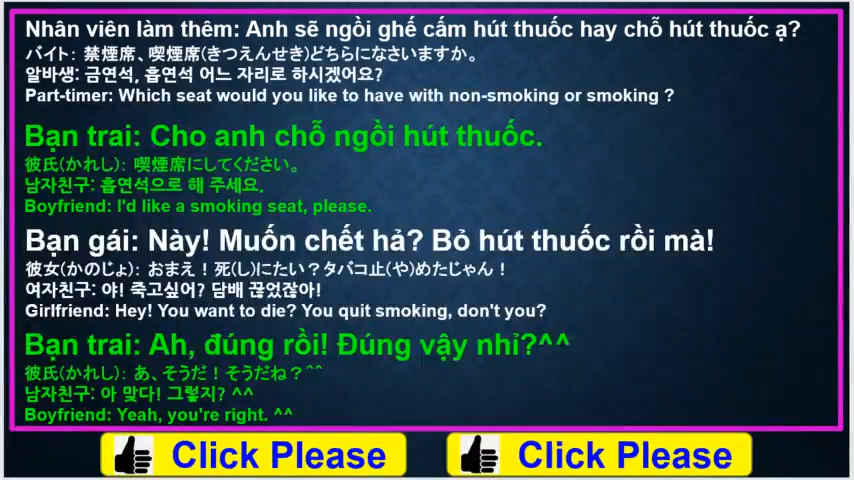 Nhân viên làm thêm: Anh sẽ ngồi ghế cấm hút thuốc hay chỗ hút thuốc ạ?
バイト： 禁煙席、喫煙席(きつえんせき)どちらになさいますか。
알바생: 금연석, 흡연석 어느 자리로 하시겠어요?
Part-timer: Which seat would you like to have with non-smoking or smoking ?
Bạn trai: Cho anh chỗ ngồi hút thuốc.
彼氏(かれし)： 喫煙席にしてください。
남자친구: 흡연석으로 해 주세요.
Boyfriend: I'd like a smoking seat, please.
Bạn gái: Này! Muốn chết hả? Bỏ hút thuốc rồi mà!
彼女(かのじょ)： おまえ！死(し)にたい？タバコ止(や)めたじゃん！
여자친구: 야! 죽고싶어? 담배 끊었잖아!
Girlfriend: Hey! You want to die? You quit smoking, don't you?
Bạn trai: Ah, đúng rồi! Đúng vậy nhỉ?^^
彼氏(かれし)： あ、そうだ！そうだね？^^
남자친구: 아 맞다! 그렇지? ^^
Boyfriend: Yeah, you're right. ^^
Click Please
Click Please